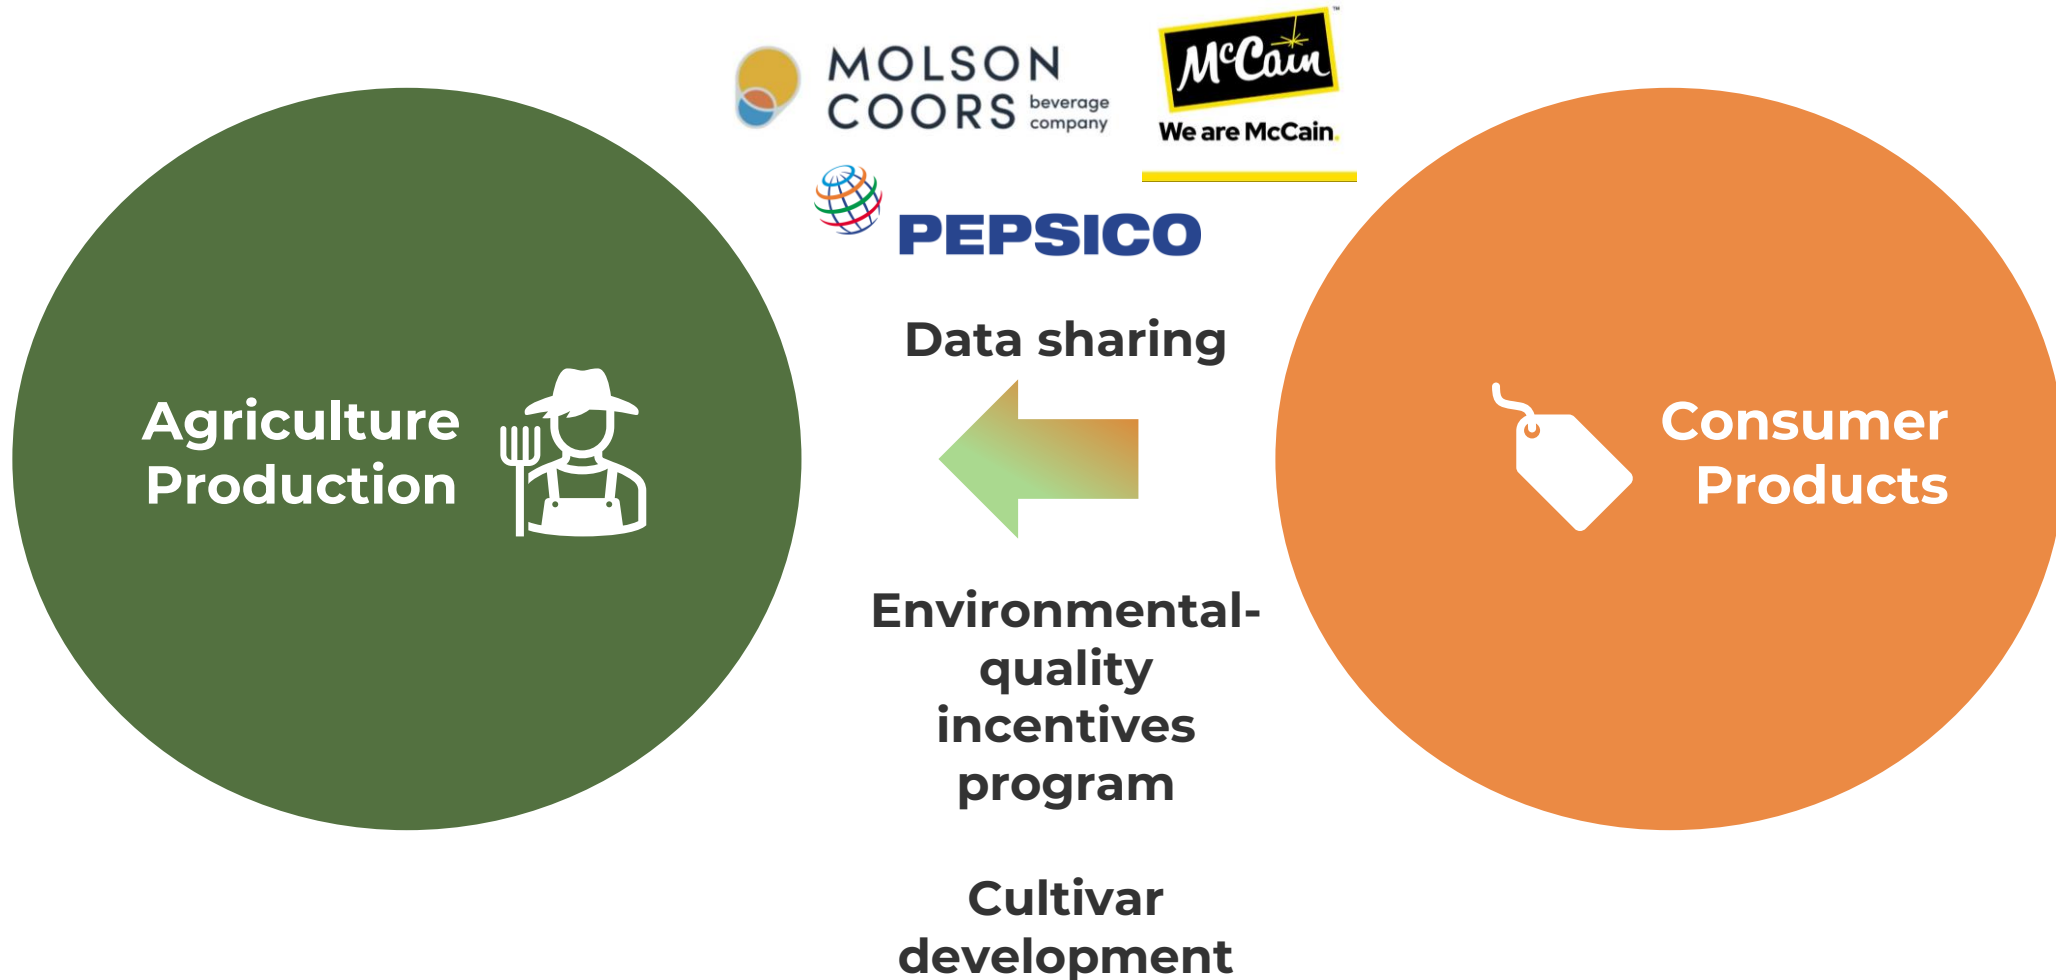 MOLSON
COORS beverage
company
McCain
™
We are McCain.
PEPSICO
Data sharing
Agriculture
Production
Consumer
Products
Environmental-
quality
incentives
program
Cultivar
development